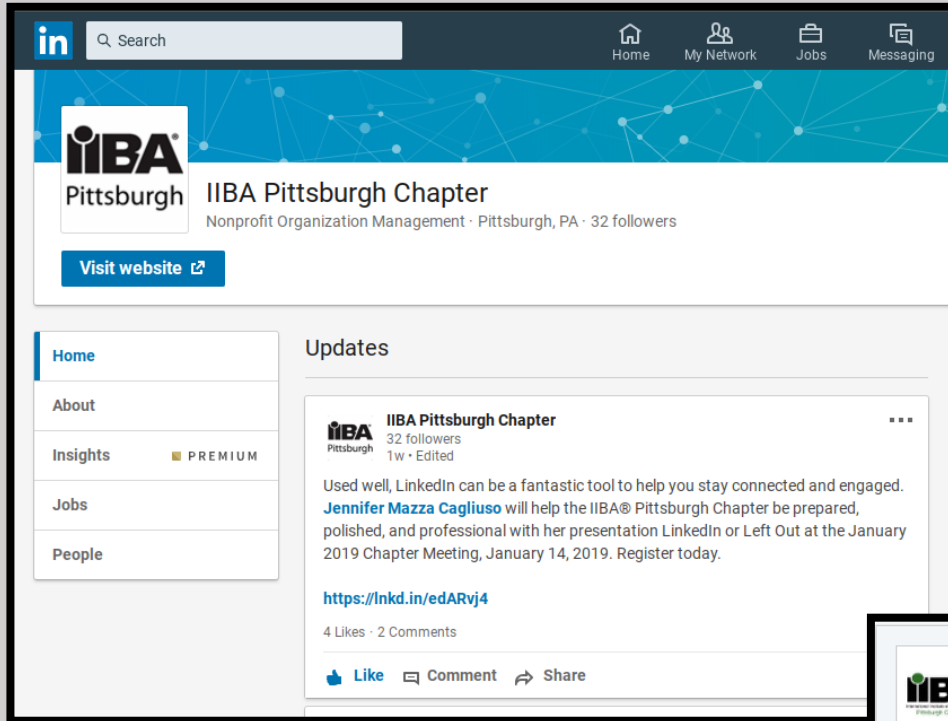 in
Search
Home
My Network
Jobs
Messaging
iiBA®
Pittsburgh
IIBA Pittsburgh Chapter
Nonprofit Organization Management · Pittsburgh, PA · 32 followers
Visit website
Home
About
Insights PREMIUM
Jobs
People
Updates
iiBA
Pittsburgh
IIBA Pittsburgh Chapter
32 followers
1w • Edited
Used well, LinkedIn can be a fantastic tool to help you stay connected and engaged.
Jennifer Mazza Cagliuso will help the IIBA® Pittsburgh Chapter be prepared,
polished, and professional with her presentation LinkedIn or Left Out at the January
2019 Chapter Meeting, January 14, 2019. Register today.
https://lnkd.in/edARvj4
4 Likes · 2 Comments
Like Comment Share